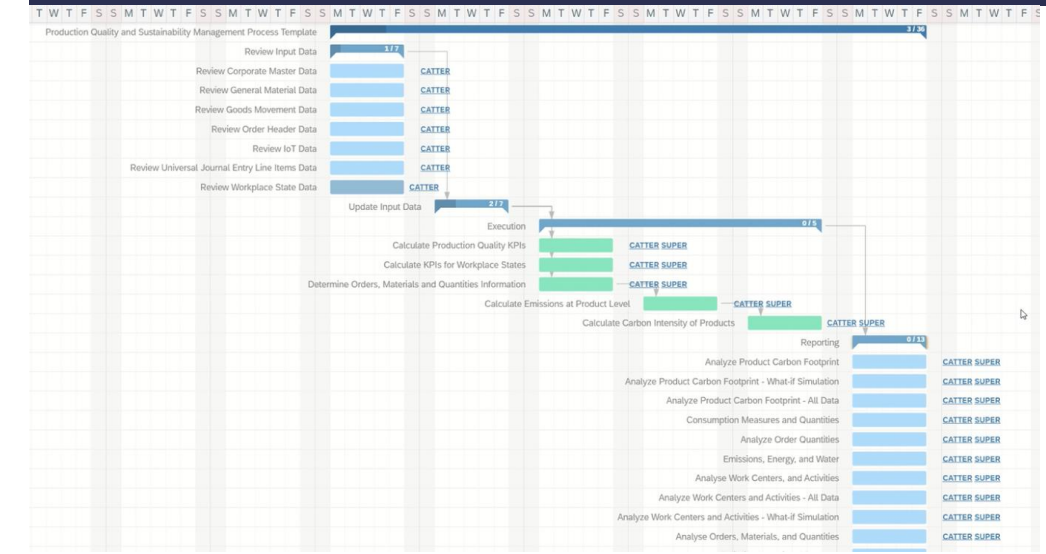 T W T F S S M T W T F S S M T W T F S S M T W T F S S M T W T F S S M T W T F S S M T W T F S S M T W T F S S M T W T F S S M T W T F S
Production Quality and Sustainability Management Process Template 3 / 36
Review Input Data 1 / 7
Review Corporate Master Data CATTER
Review General Material Data CATTER
Review Goods Movement Data CATTER
Review Order Header Data CATTER
Review IoT Data CATTER
Review Universal Journal Entry Line Items Data CATTER
Review Workplace State Data CATTER
Update Input Data 2 / 7
Execution 0 / 5
Calculate Production Quality KPIs CATTER SUPER
Calculate KPIs for Workplace States CATTER SUPER
Determine Orders, Materials and Quantities Information CATTER SUPER
Calculate Emissions at Product Level CATTER SUPER
Calculate Carbon Intensity of Products CATTER SUPER
Reporting 0 / 13
Analyze Product Carbon Footprint CATTER SUPER
Analyze Product Carbon Footprint - What-if Simulation CATTER SUPER
Analyze Product Carbon Footprint - All Data CATTER SUPER
Consumption Measures and Quantities CATTER SUPER
Analyze Order Quantities CATTER SUPER
Emissions, Energy, and Water CATTER SUPER
Analyse Work Centers, and Activities CATTER SUPER
Analyze Work Centers and Activities - All Data CATTER SUPER
Analyze Work Centers and Activities - What-if Simulation CATTER SUPER
Analyse Orders, Materials, and Quantities CATTER SUPER